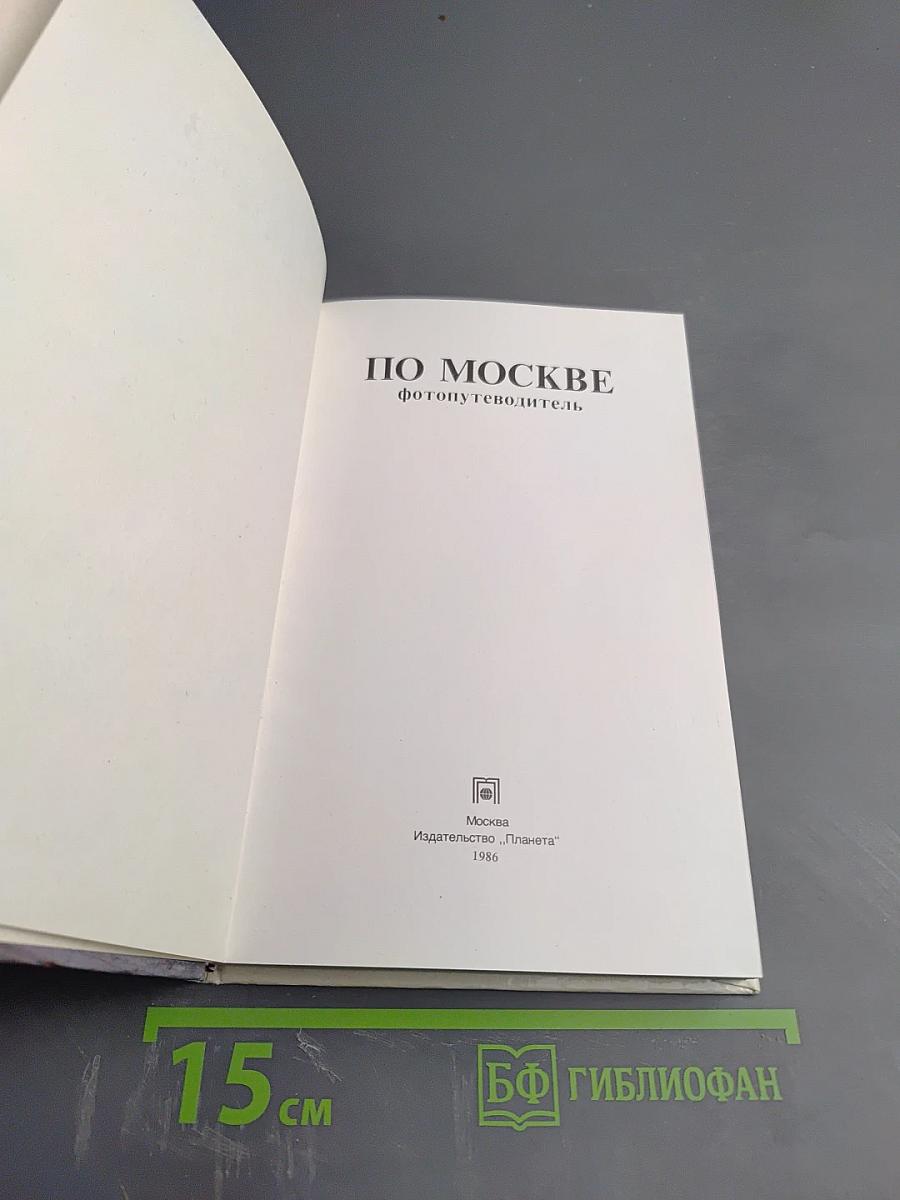 ПО МОСКВЕ
фотопутеводитель
Москва
Издательство ,,Планета“
1986
15 см
БФ ГИБЛИОФАН